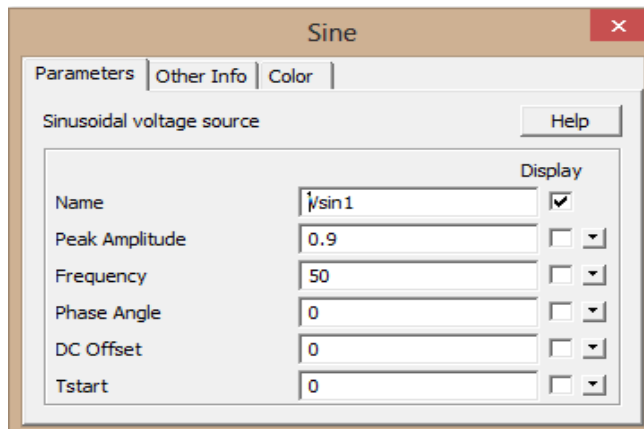 Sine
Parameters Other Info Color
Sinusoidal voltage source Help
Display
Name Vsin1
Peak Amplitude 0.9
Frequency 50
Phase Angle 0
DC Offset 0
Tstart 0